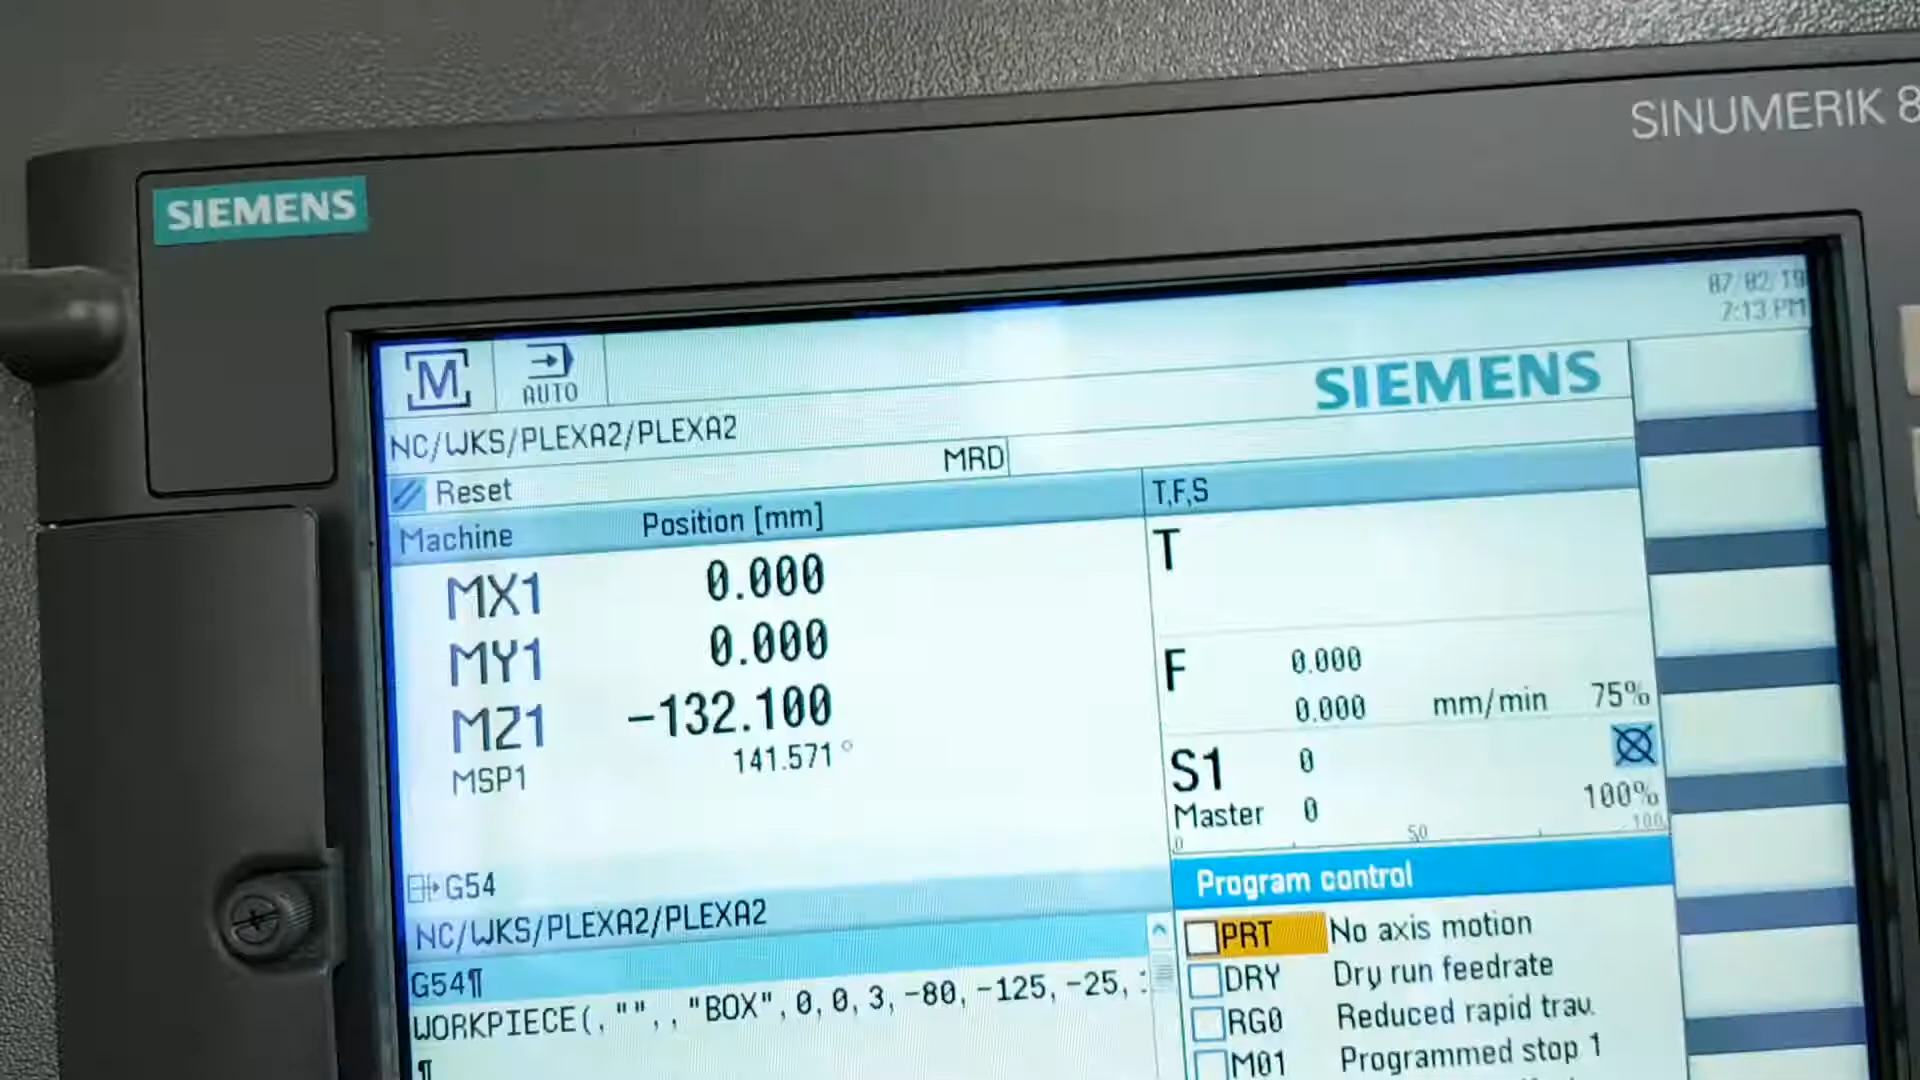 SINUMERIK 8
SIEMENS
07/02/19
7:13 PM
M
AUTO
SIEMENS
NC/WKS/PLEXA2/PLEXA2
Reset
MRD
Machine Position [mm]
T,F,S
MX1 0.000
T
MY1 0.000
F 0.000
MZ1 -132.100
0.000 mm/min 75%
MSP1 141.571 °
S1 0
Master 0 100%
0 50 100
G54
Program control
NC/WKS/PLEXA2/PLEXA2
PRT No axis motion
G54¶
DRY Dry run feedrate
WORKPIECE(,"",,"BOX",0,0,3,-80,-125,-25,
RG0 Reduced rapid trav.
¶
M01 Programmed stop 1